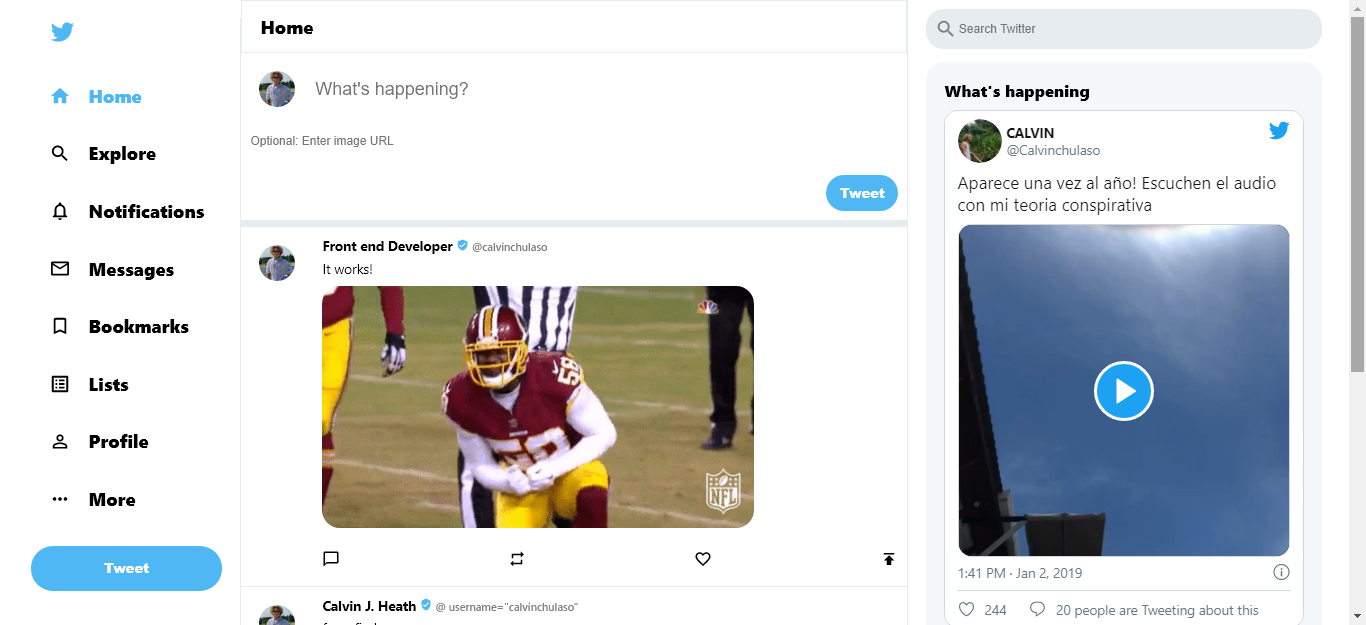 Home
Explore
Notifications
Messages
Bookmarks
Lists
Profile
More
Tweet
Home
What's happening?
Optional: Enter image URL
Tweet
Front end Developer @calvinchulaso
It works!
58
59
NFL
Calvin J. Heath @ username="calvinchulaso"
Search Twitter
What's happening
CALVIN
@Calvinchulaso
Aparece una vez al año! Escuchen el audio
con mi teoria conspirativa
1:41 PM · Jan 2, 2019
244 20 people are Tweeting about this